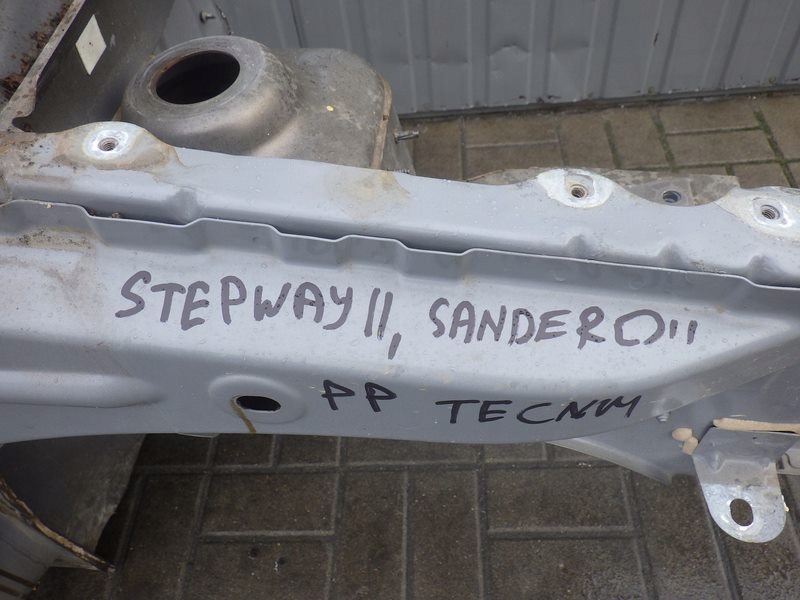 STEPWAY II, SANDERO II
PP TECNM